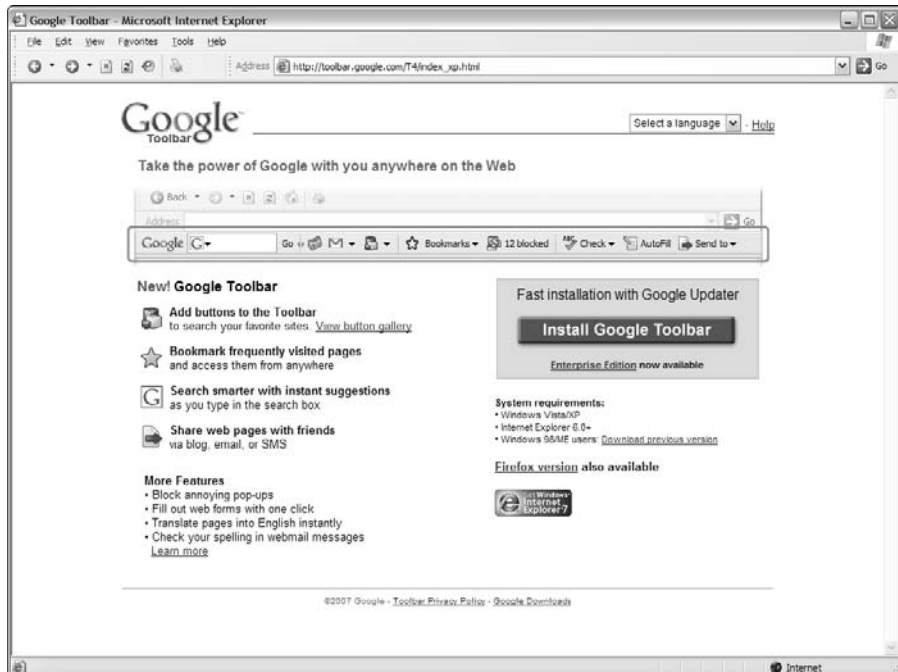 Google Toolbar - Microsoft Internet Explorer
File Edit View Favorites Tools Help
Address http://toolbar.google.com/T4/index_xp.html Go
Google™
Toolbar
Select a language - Help
Take the power of Google with you anywhere on the Web
Back
Address Go
Google G Go Bookmarks 12 blocked ABC Check AutoFill Send to
New! Google Toolbar
Add buttons to the Toolbar
to search your favorite sites. View button gallery
Bookmark frequently visited pages
and access them from anywhere
G Search smarter with instant suggestions
as you type in the search box
Share web pages with friends
via blog, email, or SMS
More Features
• Block annoying pop-ups
• Fill out web forms with one click
• Translate pages into English instantly
• Check your spelling in webmail messages
Learn more
Fast installation with Google Updater
Install Google Toolbar
Enterprise Edition now available
System requirements:
• Windows Vista/XP
• Internet Explorer 6.0+
• Windows 98/ME users: Download previous version
Firefox version also available
Windows
Internet
Explorer 7
©2007 Google - Toolbar Privacy Policy - Google Downloads
Internet